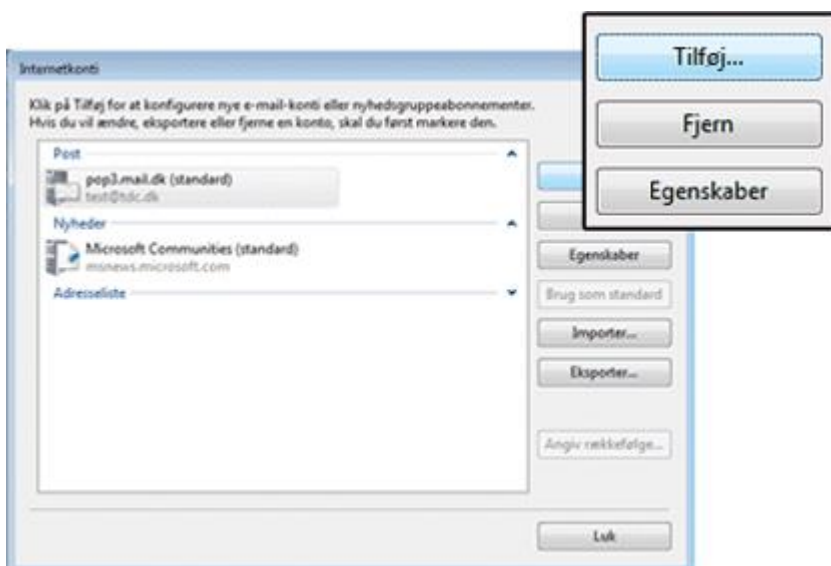 Internetkonti
Klik på Tilføj for at konfigurere nye e-mail-konti eller nyhedsgruppeabonnementer.
Hvis du vil ændre, eksportere eller fjerne en konto, skal du først markere den.
Post
pop3.mail.dk (standard)
test@tdc.dk
Nyheder
Microsoft Communities (standard)
msnews.microsoft.com
Adresseliste
Tilføj...
Fjern
Egenskaber
Egenskaber
Brug som standard
Importer...
Eksporter...
Angiv rækkefølge...
Luk